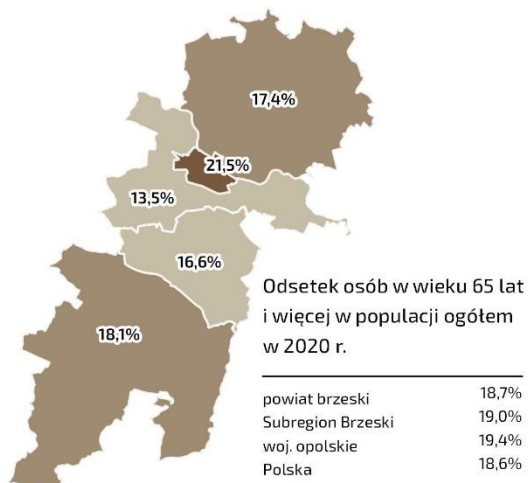 17,4%
21,5%
13,5%
16,6%
18,1%
Odsetek osób w wieku 65 lat
i więcej w populacji ogółem
w 2020 r.
powiat brzeski 18,7%
Subregion Brzeski 19,0%
woj. opolskie 19,4%
Polska 18,6%